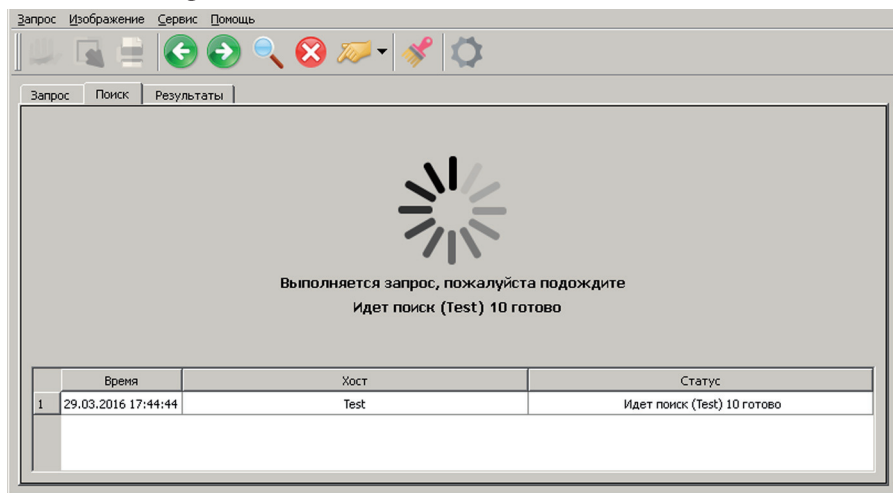 Запрос Изображение Сервис Помощь
Запрос Поиск Результаты
Выполняется запрос, пожалуйста подождите
Идет поиск (Test) 10 готово
Время Хост Статус
1 29.03.2016 17:44:44 Test Идет поиск (Test) 10 готово